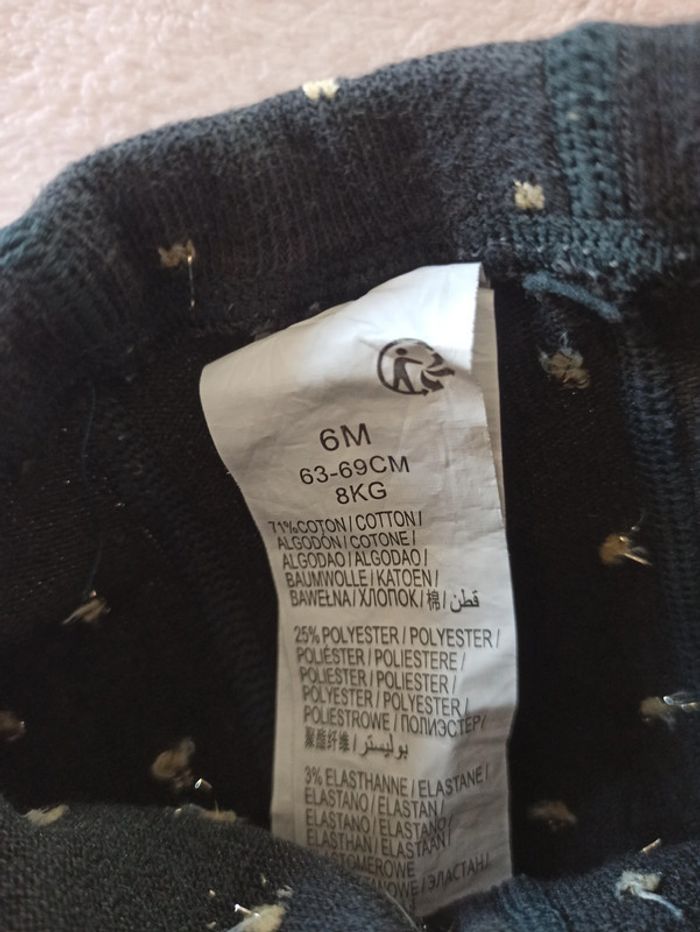 6M
63-69CM
8KG
71%COTON/COTTON/
ALGODÓN/COTONE/
ALGODAO/ALGODAO/
BAUMWOLLE/KATOEN/
BAWEŁNA/ХЛОПОК/棉/قطن
25% POLYESTER/POLYESTER/
POLIÉSTER/POLIESTERE/
POLIESTER/POLIESTER/
POLYESTER/POLYESTER/
POLIESTROWE/ПОЛИЭСТЕР/
聚酯纤维/بوليستر/
3% ELASTHANNE/ELASTANE/
ELASTANO/ELASTAN/
ELASTANO/ELASTANO/
ELASTHAN/ELASTAAN/
/ЭЛАСТАН/